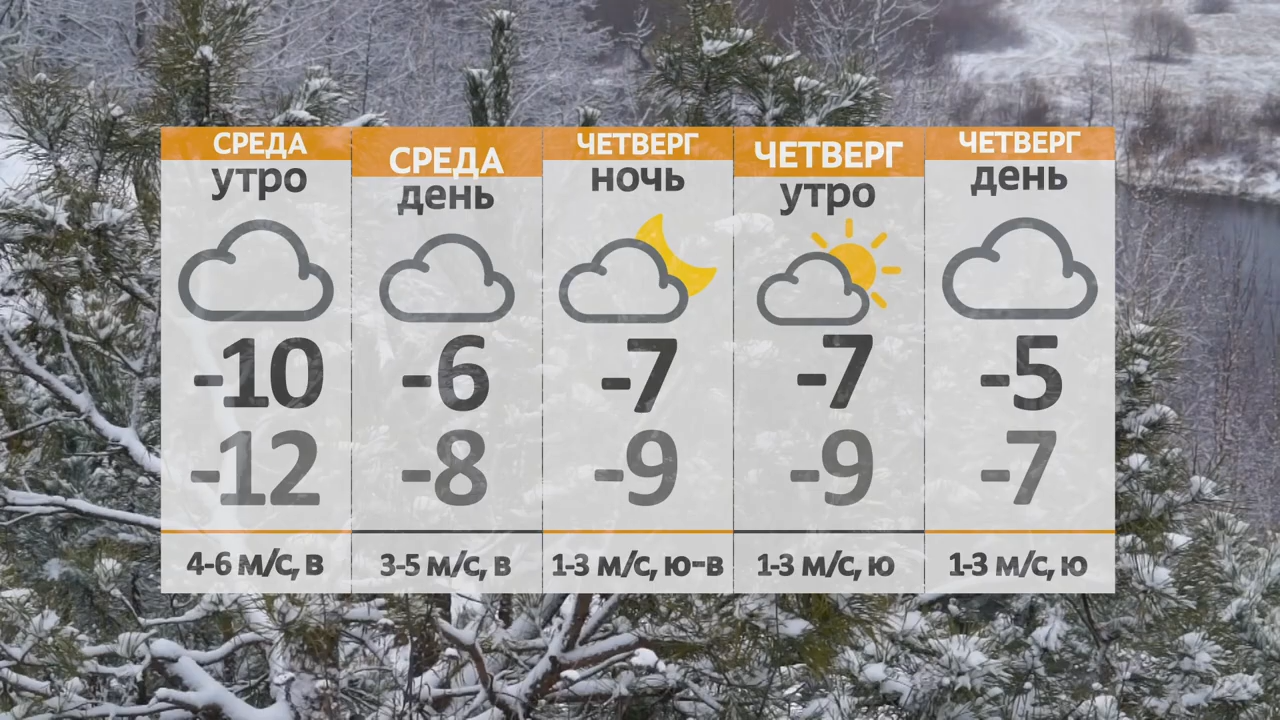 СРЕДА
утро
-10
-12
4-6 м/с, в
СРЕДА
день
-6
-8
3-5 м/с, в
ЧЕТВЕРГ
ночь
-7
-9
1-3 м/с, ю-в
ЧЕТВЕРГ
утро
-7
-9
1-3 м/с, ю
ЧЕТВЕРГ
день
-5
-7
1-3 м/с, ю